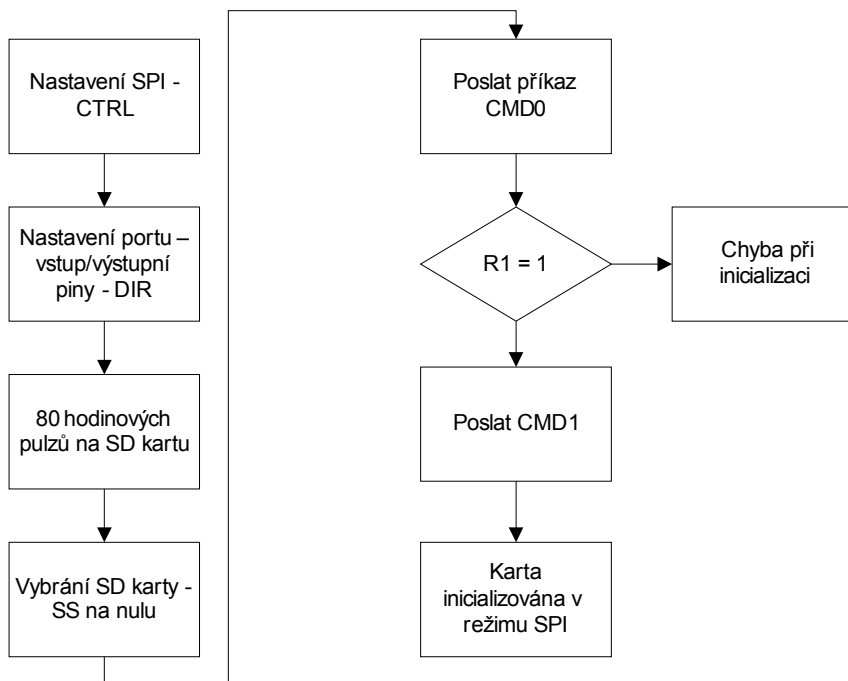 Nastavení SPI -
CTRL
Nastavení portu –
vstup/výstupní
piny - DIR
80 hodinových
pulzů na SD kartu
Vybrání SD karty -
SS na nulu
Poslat příkaz
CMD0
R1 = 1
Chyba při
inicializaci
Poslat CMD1
Karta
inicializována v
režimu SPI